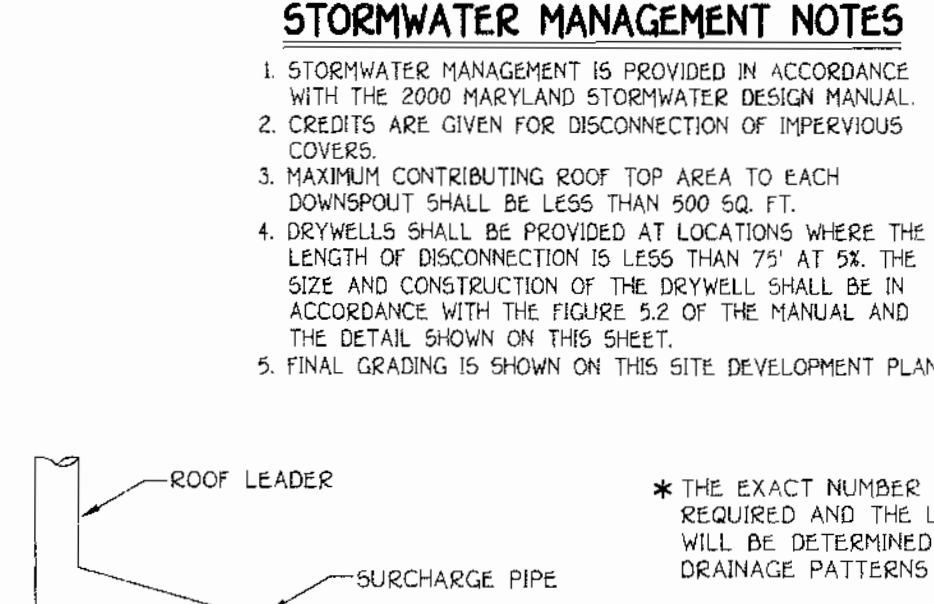 STORMWATER MANAGEMENT NOTES
1. STORMWATER MANAGEMENT IS PROVIDED IN ACCORDANCE
WITH THE 2000 MARYLAND STORMWATER DESIGN MANUAL.
2. CREDITS ARE GIVEN FOR DISCONNECTION OF IMPERVIOUS
COVERS.
3. MAXIMUM CONTRIBUTING ROOF TOP AREA TO EACH
DOWNSPOUT SHALL BE LESS THAN 500 SQ. FT.
4. DRYWELLS SHALL BE PROVIDED AT LOCATIONS WHERE THE
LENGTH OF DISCONNECTION IS LESS THAN 75' AT 5%. THE
SIZE AND CONSTRUCTION OF THE DRYWELL SHALL BE IN
ACCORDANCE WITH THE FIGURE 5.2 OF THE MANUAL AND
THE DETAIL SHOWN ON THIS SHEET.
5. FINAL GRADING IS SHOWN ON THIS SITE DEVELOPMENT PLAN
ROOF LEADER
* THE EXACT NUMBER
REQUIRED AND THE L
WILL BE DETERMINED
DRAINAGE PATTERNS
SURCHARGE PIPE